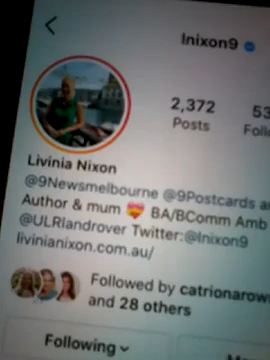 lnixon9
2,372
53
Posts
Follo
Livinia Nixon
@9Newsmelbourne @9Postcards a
Author & mum 💝 BA/BComm Amb
@ULRlandrover Twitter:@lnixon9
livinianixon.com.au/
Followed by catrionarow
and 28 others
Following